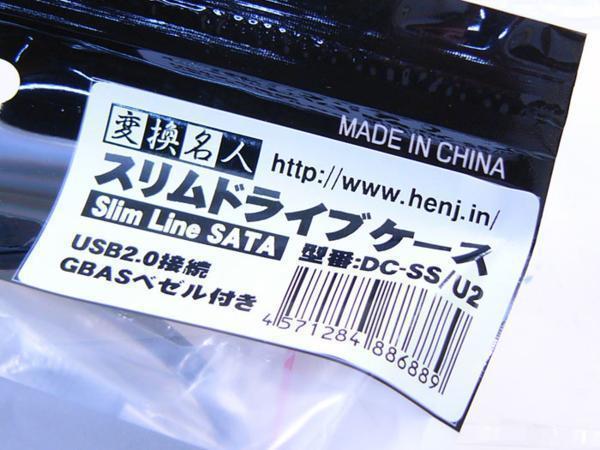 MADE IN CHINA
変換名人 http://www.henj.in/
スリムドライブケース
Slim Line SATA 型番:DC-SS/U2
USB2.0接続
GBASベゼル付き
4571284 886889